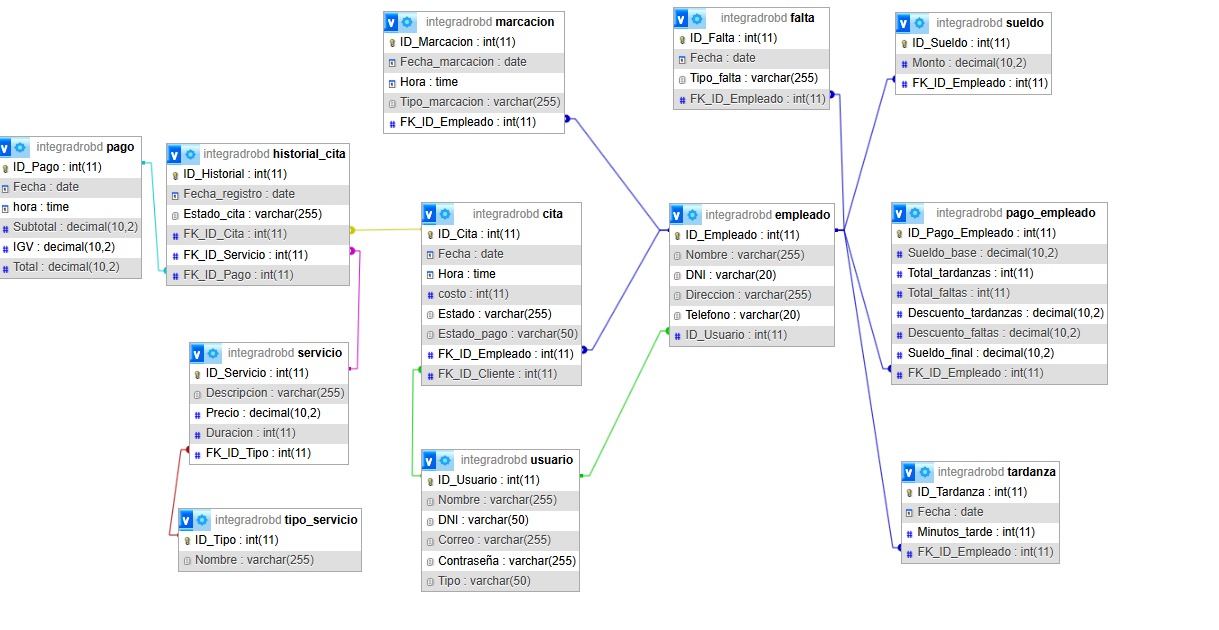 integradrobd marcacion
ID_Marcacion : int(11)
Fecha_marcacion : date
Hora : time
Tipo_marcacion : varchar(255)
FK_ID_Empleado : int(11)
integradrobd falta
ID_Falta : int(11)
Fecha : date
Tipo_falta : varchar(255)
FK_ID_Empleado : int(11)
integradrobd sueldo
ID_Sueldo : int(11)
Monto : decimal(10,2)
FK_ID_Empleado : int(11)
integradrobd pago
ID_Pago : int(11)
Fecha : date
hora : time
Subtotal : decimal(10,2)
IGV : decimal(10,2)
Total : decimal(10,2)
integradrobd historial_cita
ID_Historial : int(11)
Fecha_registro : date
Estado_cita : varchar(255)
FK_ID_Cita : int(11)
FK_ID_Servicio : int(11)
FK_ID_Pago : int(11)
integradrobd cita
ID_Cita : int(11)
Fecha : date
Hora : time
costo : int(11)
Estado : varchar(255)
Estado_pago : varchar(50)
FK_ID_Empleado : int(11)
FK_ID_Cliente : int(11)
integradrobd empleado
ID_Empleado : int(11)
Nombre : varchar(255)
DNI : varchar(20)
Direccion : varchar(255)
Telefono : varchar(20)
ID_Usuario : int(11)
integradrobd pago_empleado
ID_Pago_Empleado : int(11)
Sueldo_base : decimal(10,2)
Total_tardanzas : int(11)
Total_faltas : int(11)
Descuento_tardanzas : decimal(10,2)
Descuento_faltas : decimal(10,2)
Sueldo_final : decimal(10,2)
FK_ID_Empleado : int(11)
integradrobd servicio
ID_Servicio : int(11)
Descripcion : varchar(255)
Precio : decimal(10,2)
Duracion : int(11)
FK_ID_Tipo : int(11)
integradrobd usuario
ID_Usuario : int(11)
Nombre : varchar(255)
DNI : varchar(50)
Correo : varchar(255)
Contraseña : varchar(255)
Tipo : varchar(50)
integradrobd tardanza
ID_Tardanza : int(11)
Fecha : date
Minutos_tarde : int(11)
FK_ID_Empleado : int(11)
integradrobd tipo_servicio
ID_Tipo : int(11)
Nombre : varchar(255)